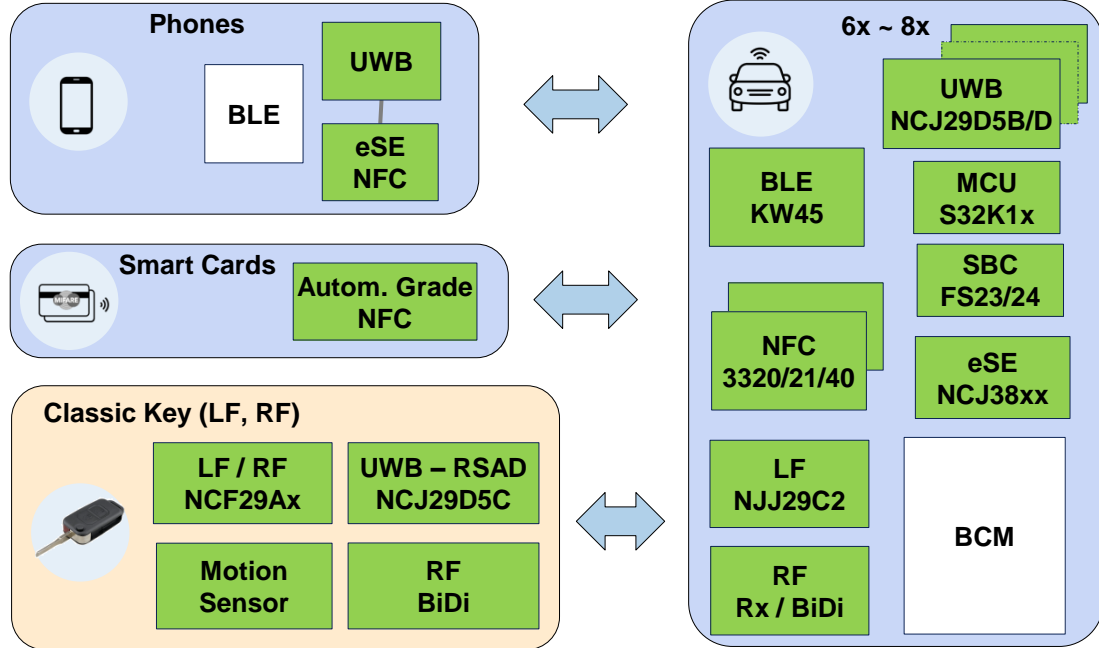 Phones
BLE
UWB
eSE
NFC
Smart Cards
MIFARE
Autom. Grade
NFC
Classic Key (LF, RF)
LF / RF
NCF29Ax
UWB – RSAD
NCJ29D5C
Motion
Sensor
RF
BiDi
6x ~ 8x
UWB
NCJ29D5B/D
BLE
KW45
MCU
S32K1x
SBC
FS23/24
NFC
3320/21/40
eSE
NCJ38xx
LF
NJJ29C2
BCM
RF
Rx / BiDi